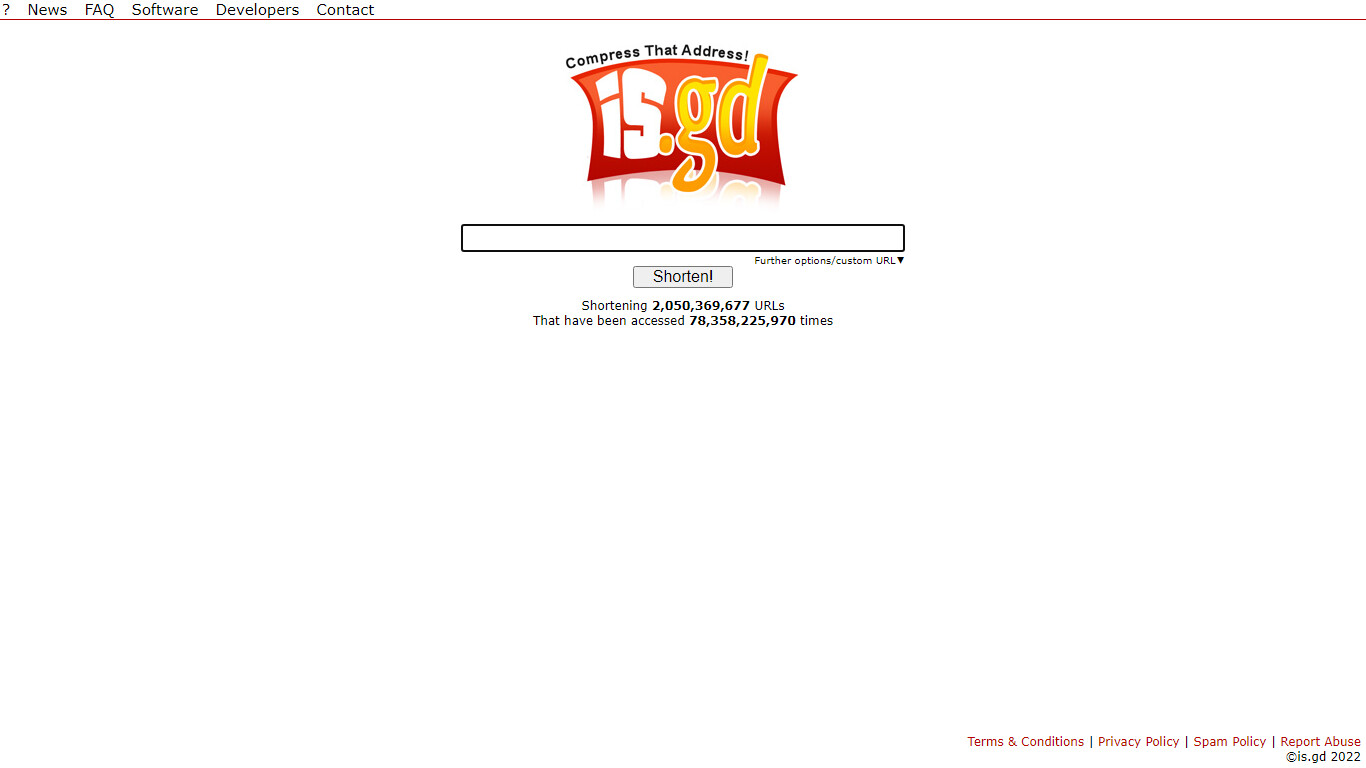 ? News FAQ Software Developers Contact
Compress That Address!
is.gd
Further options/custom URL▼
Shorten!
Shortening 2,050,369,677 URLs
That have been accessed 78,358,225,970 times
Terms & Conditions | Privacy Policy | Spam Policy | Report Abuse
©is.gd 2022